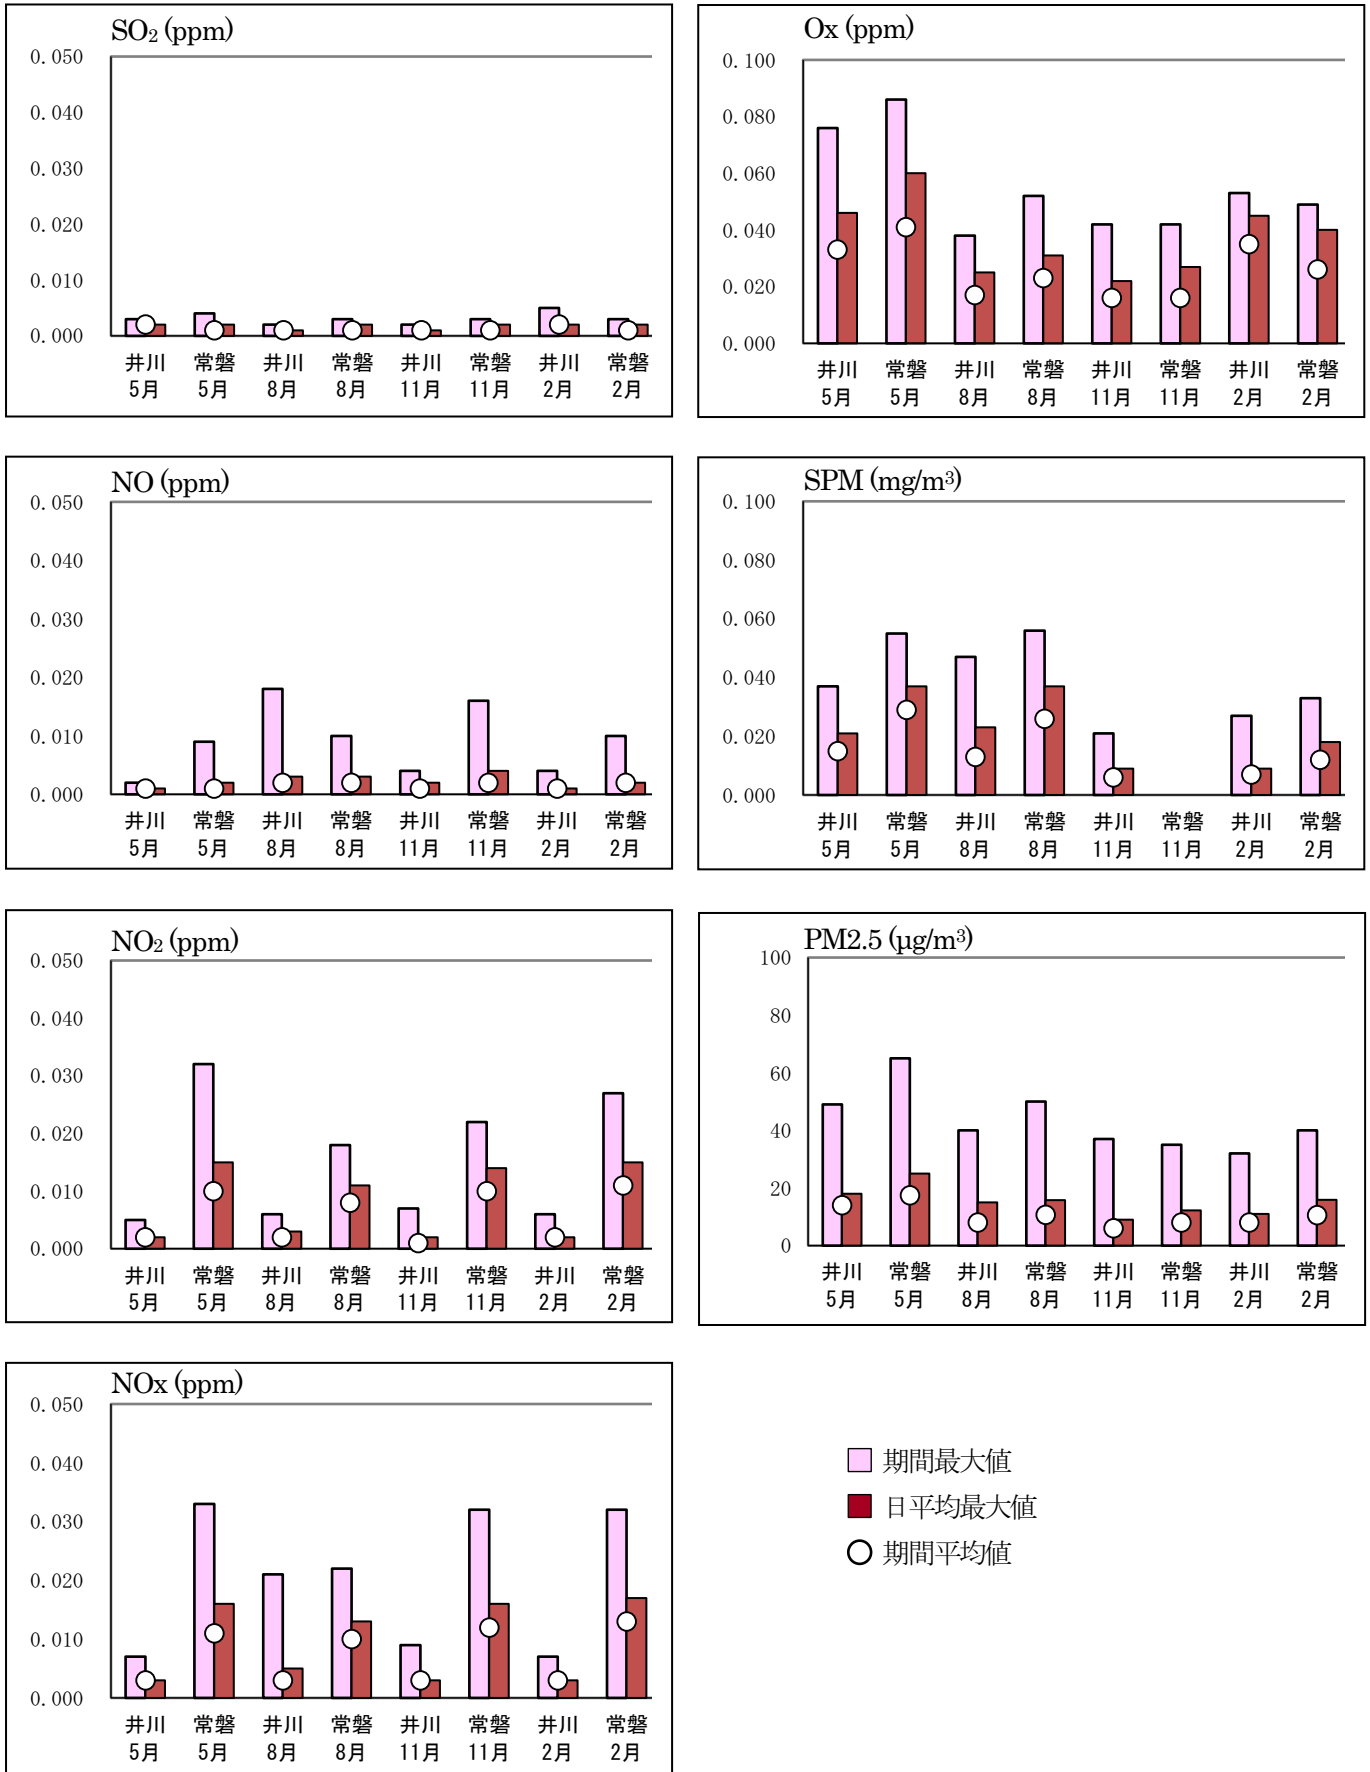 SO₂ (ppm)
0.050
0.040
0.030
0.020
0.010
0.000
井川 常磐 井川 常磐 井川 常磐 井川 常磐
5月 5月 8月 8月 11月 11月 2月 2月
Ox (ppm)
0.100
0.080
0.060
0.040
0.020
0.000
井川 常磐 井川 常磐 井川 常磐 井川 常磐
5月 5月 8月 8月 11月 11月 2月 2月
NO (ppm)
0.050
0.040
0.030
0.020
0.010
0.000
井川 常磐 井川 常磐 井川 常磐 井川 常磐
5月 5月 8月 8月 11月 11月 2月 2月
SPM (mg/m³)
0.100
0.080
0.060
0.040
0.020
0.000
井川 常磐 井川 常磐 井川 常磐 井川 常磐
5月 5月 8月 8月 11月 11月 2月 2月
NO₂ (ppm)
0.050
0.040
0.030
0.020
0.010
0.000
井川 常磐 井川 常磐 井川 常磐 井川 常磐
5月 5月 8月 8月 11月 11月 2月 2月
PM2.5 (μg/m³)
100
80
60
40
20
0
井川 常磐 井川 常磐 井川 常磐 井川 常磐
5月 5月 8月 8月 11月 11月 2月 2月
NOx (ppm)
0.050
0.040
0.030
0.020
0.010
0.000
井川 常磐 井川 常磐 井川 常磐 井川 常磐
5月 5月 8月 8月 11月 11月 2月 2月
期間最大値
日平均最大値
期間平均値